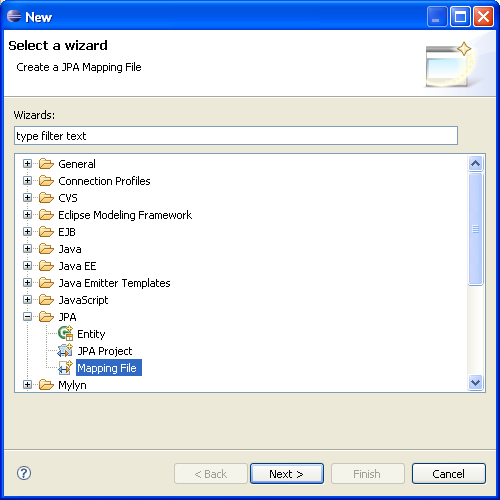 New
Select a wizard
Create a JPA Mapping File
Wizards:
type filter text
General
Connection Profiles
CVS
Eclipse Modeling Framework
EJB
Java
Java EE
Java Emitter Templates
JavaScript
JPA
Entity
JPA Project
Mapping File
Mylyn
? < Back Next > Finish Cancel